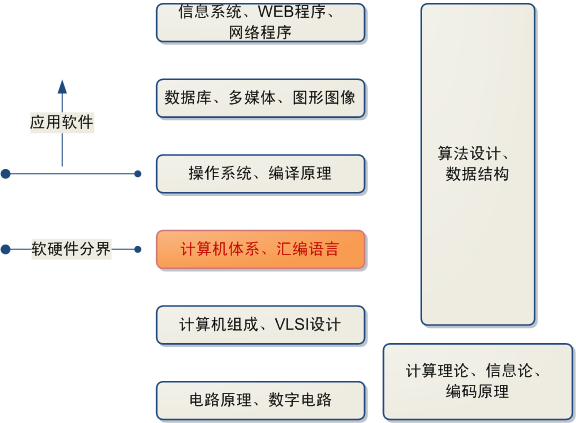 信息系统、WEB程序、
网络程序
数据库、多媒体、图形图像
应用软件
操作系统、编译原理
算法设计、
数据结构
软硬件分界
计算机体系、汇编语言
计算机组成、VLSI设计
计算理论、信息论、
编码原理
电路原理、数字电路